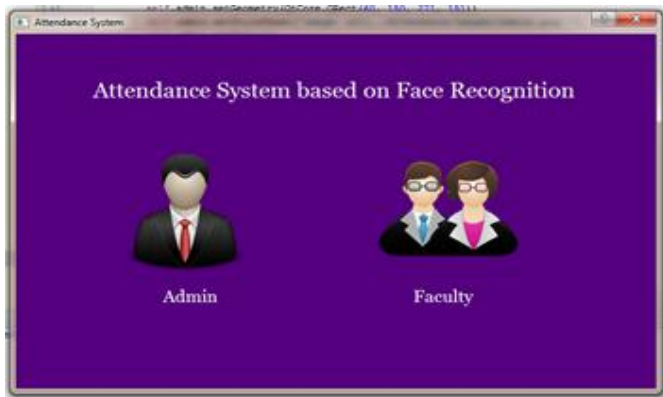 Attendance System
Attendance System based on Face Recognition
Admin
Faculty